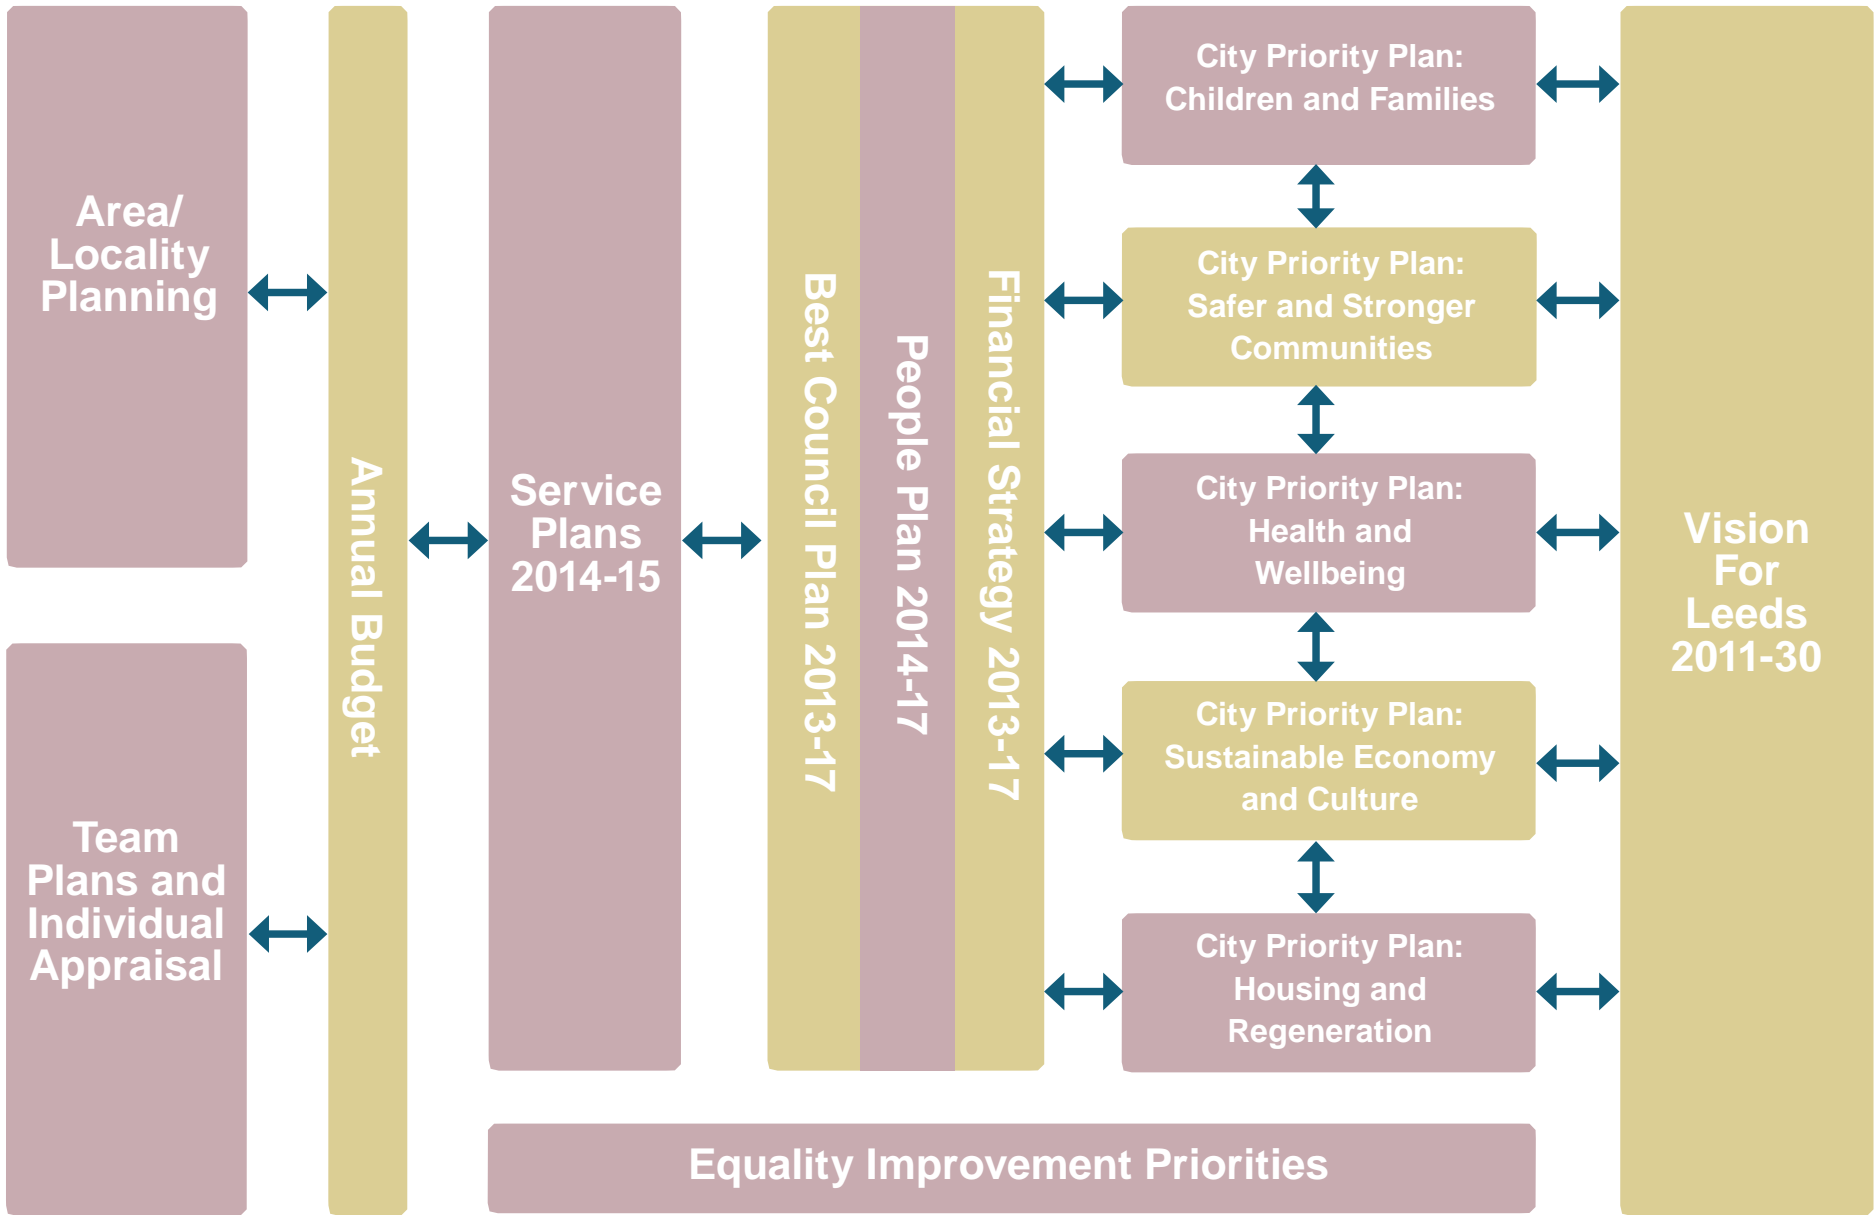 Area/
Locality
Planning
Team
Plans and
Individual
Appraisal
Annual Budget
Service
Plans
2014-15
Best Council Plan 2013-17
People Plan 2014-17
Financial Strategy 2013-17
City Priority Plan:
Children and Families
City Priority Plan:
Safer and Stronger
Communities
City Priority Plan:
Health and
Wellbeing
City Priority Plan:
Sustainable Economy
and Culture
City Priority Plan:
Housing and
Regeneration
Vision
For
Leeds
2011-30
Equality Improvement Priorities